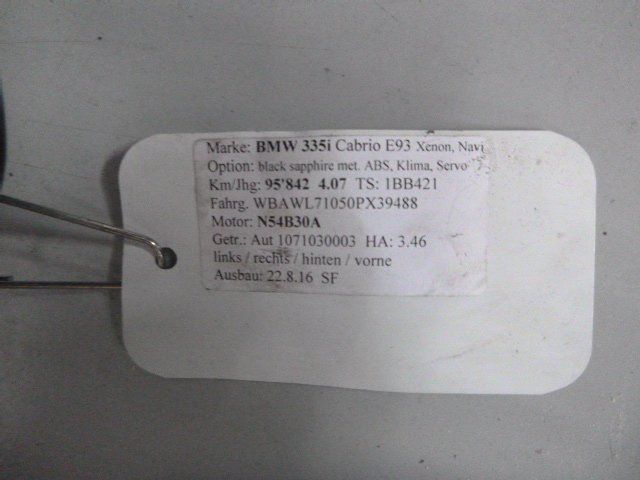 Marke: BMW 335i Cabrio E93 Xenon, Navi
Option: black sapphire met. ABS, Klima, Servo
Km/Jhg: 95'842 4.07 TS: 1BB421
Fahrg. WBAWL71050PX39488
Motor: N54B30A
Getr.: Aut 1071030003 HA: 3.46
links / rechts / hinten / vorne
Ausbau: 22.8.16 SF